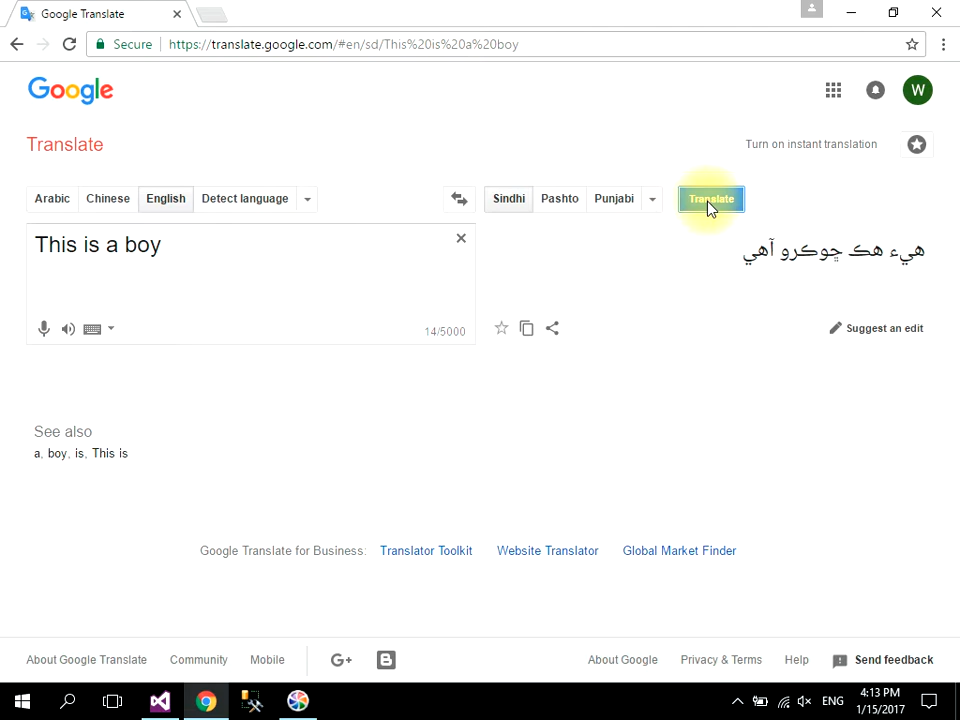 Google Translate
Secure
https://translate.google.com/#en/sd/This%20is%20a%20boy
Google
W
Translate
Turn on instant translation
Arabic Chinese English Detect language
Sindhi Pashto Punjabi
Translate
This is a boy
هيء هڪ ڇوڪرو آهي
14/5000
Suggest an edit
See also
a, boy, is, This is
Google Translate for Business: Translator Toolkit Website Translator Global Market Finder
About Google Translate Community Mobile G+ B About Google Privacy & Terms Help Send feedback
ENG
4:13 PM
1/15/2017